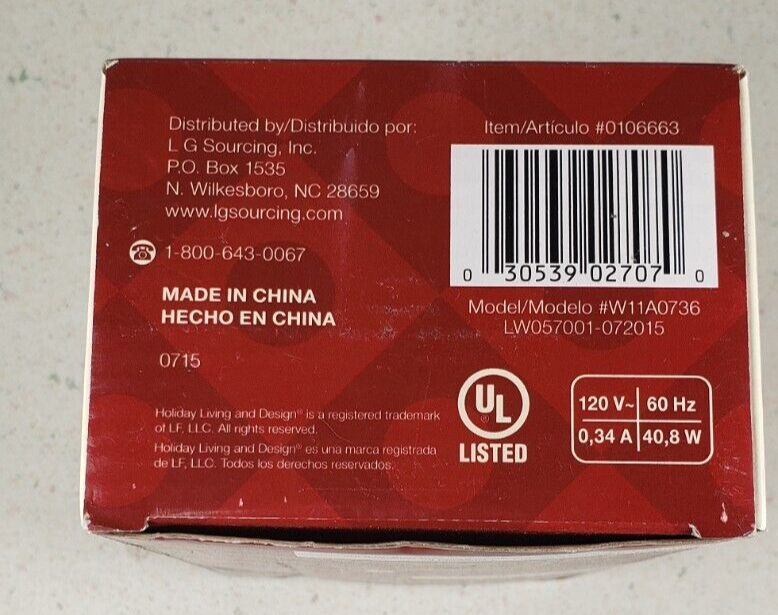 Distributed by/Distribuido por:
L G Sourcing, Inc.
P.O. Box 1535
N. Wilkesboro, NC 28659
www.lgsourcing.com
1-800-643-0067
MADE IN CHINA
HECHO EN CHINA
0715
Holiday Living and Design® is a registered trademark
of LF, LLC. All rights reserved.
Holiday Living and Design® es una marca registrada
de LF, LLC. Todos los derechos reservados.
Item/Artículo #0106663
0 30539 02707 0
Model/Modelo #W11A0736
LW057001-072015
UL ®
LISTED
120 V~ 60 Hz
0,34 A 40,8 W